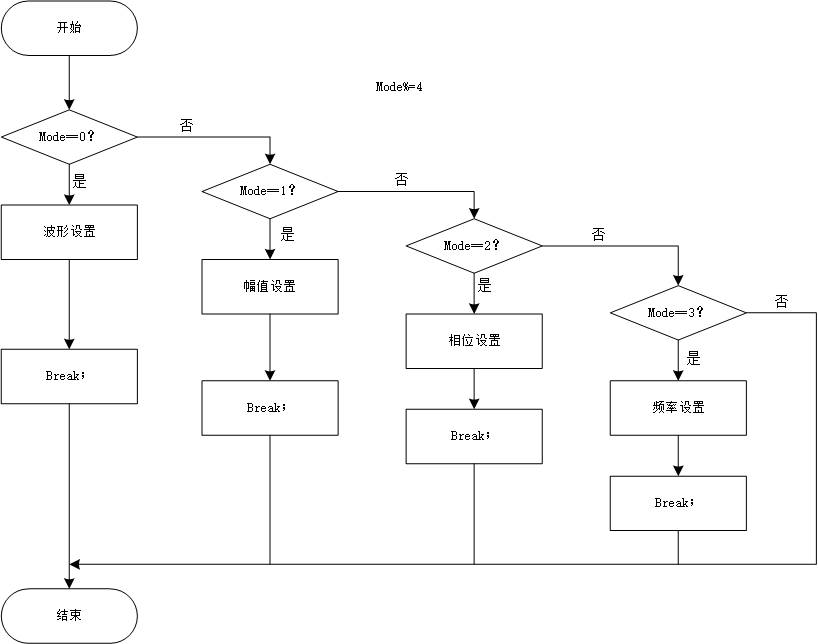 开始
Mode%=4
Mode==0?
否
是
波形设置
Break;
Mode==1?
否
是
幅值设置
Break;
Mode==2?
否
是
相位设置
Break;
Mode==3?
否
是
频率设置
Break;
结束